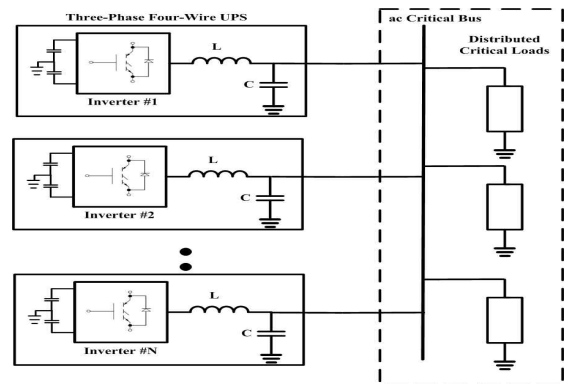 Three-Phase Four-Wire UPS
ac Critical Bus
Distributed
Critical Loads
L
C
Inverter #1
L
C
Inverter #2
L
C
Inverter #N